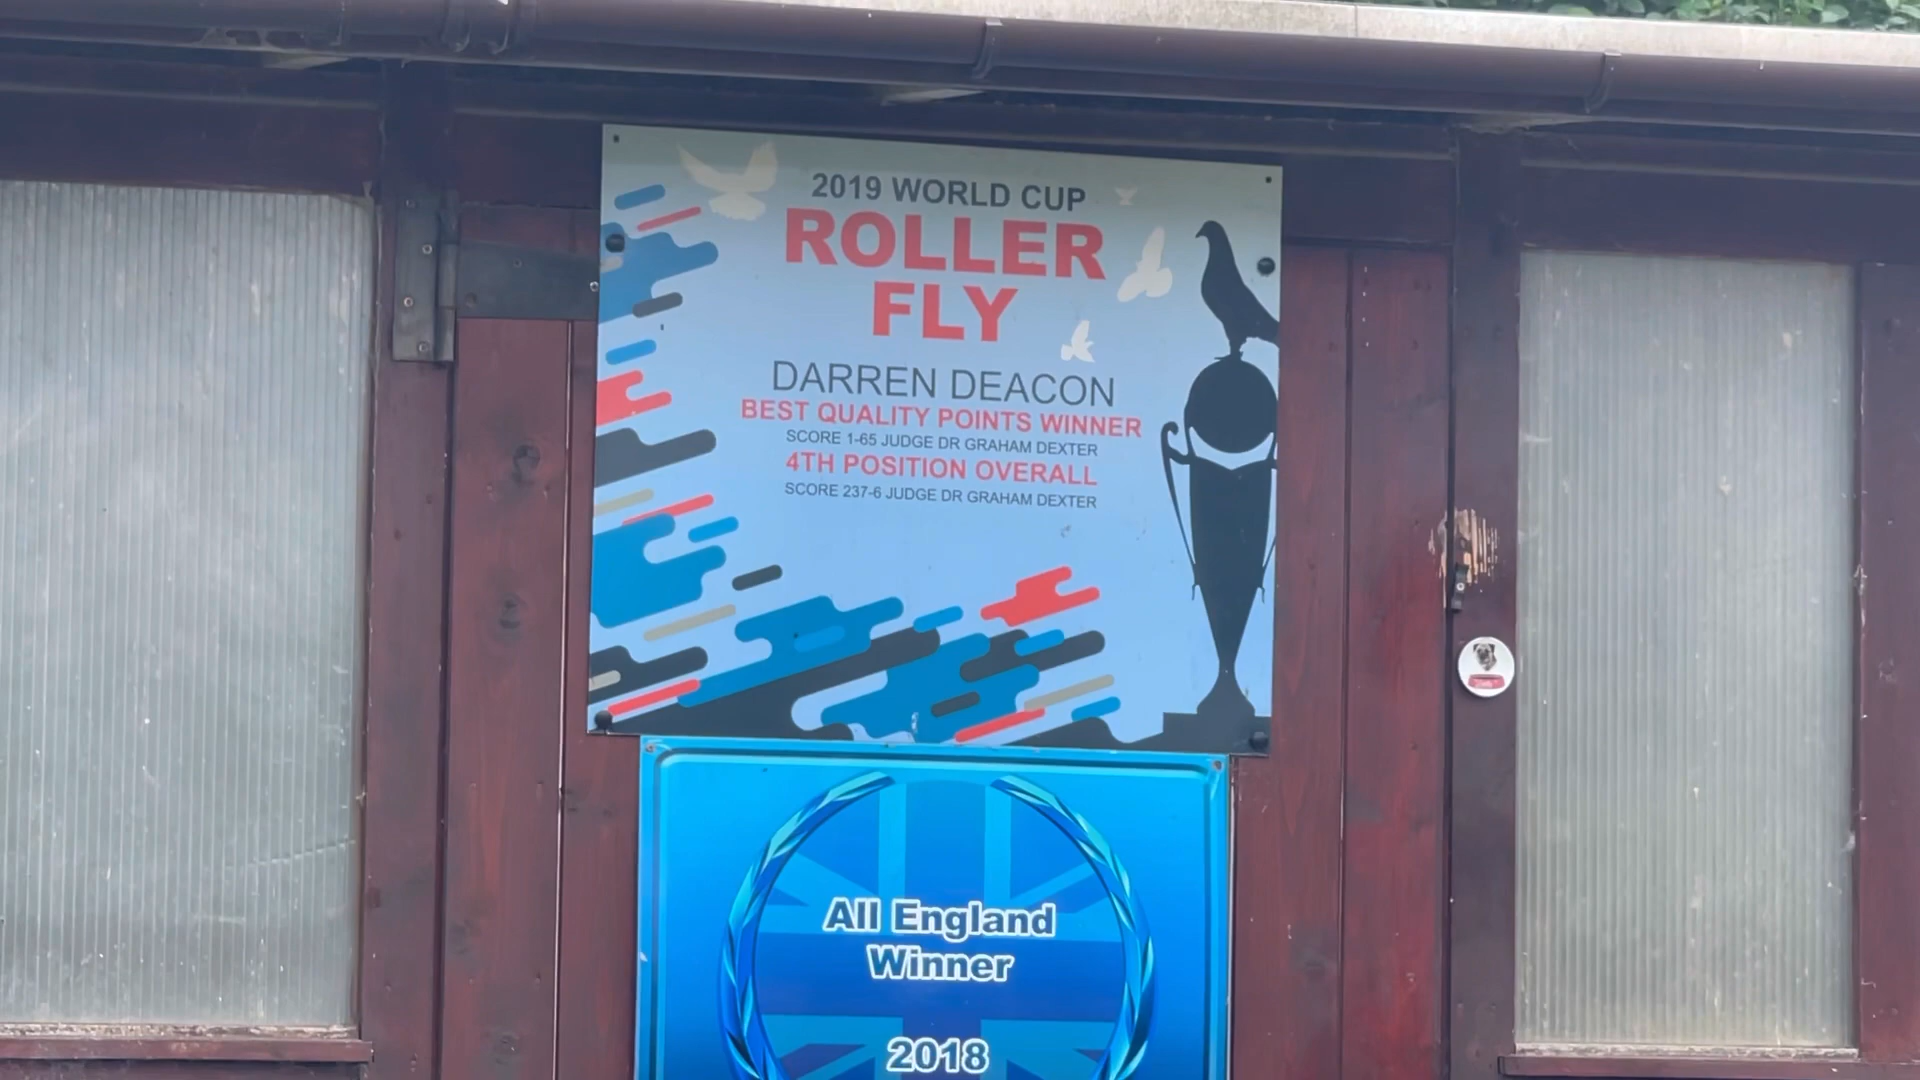 2019 WORLD CUP
ROLLER
FLY
DARREN DEACON
BEST QUALITY POINTS WINNER
SCORE 1-65 JUDGE DR GRAHAM DEXTER
4TH POSITION OVERALL
SCORE 237-6 JUDGE DR GRAHAM DEXTER
All England
Winner
2018